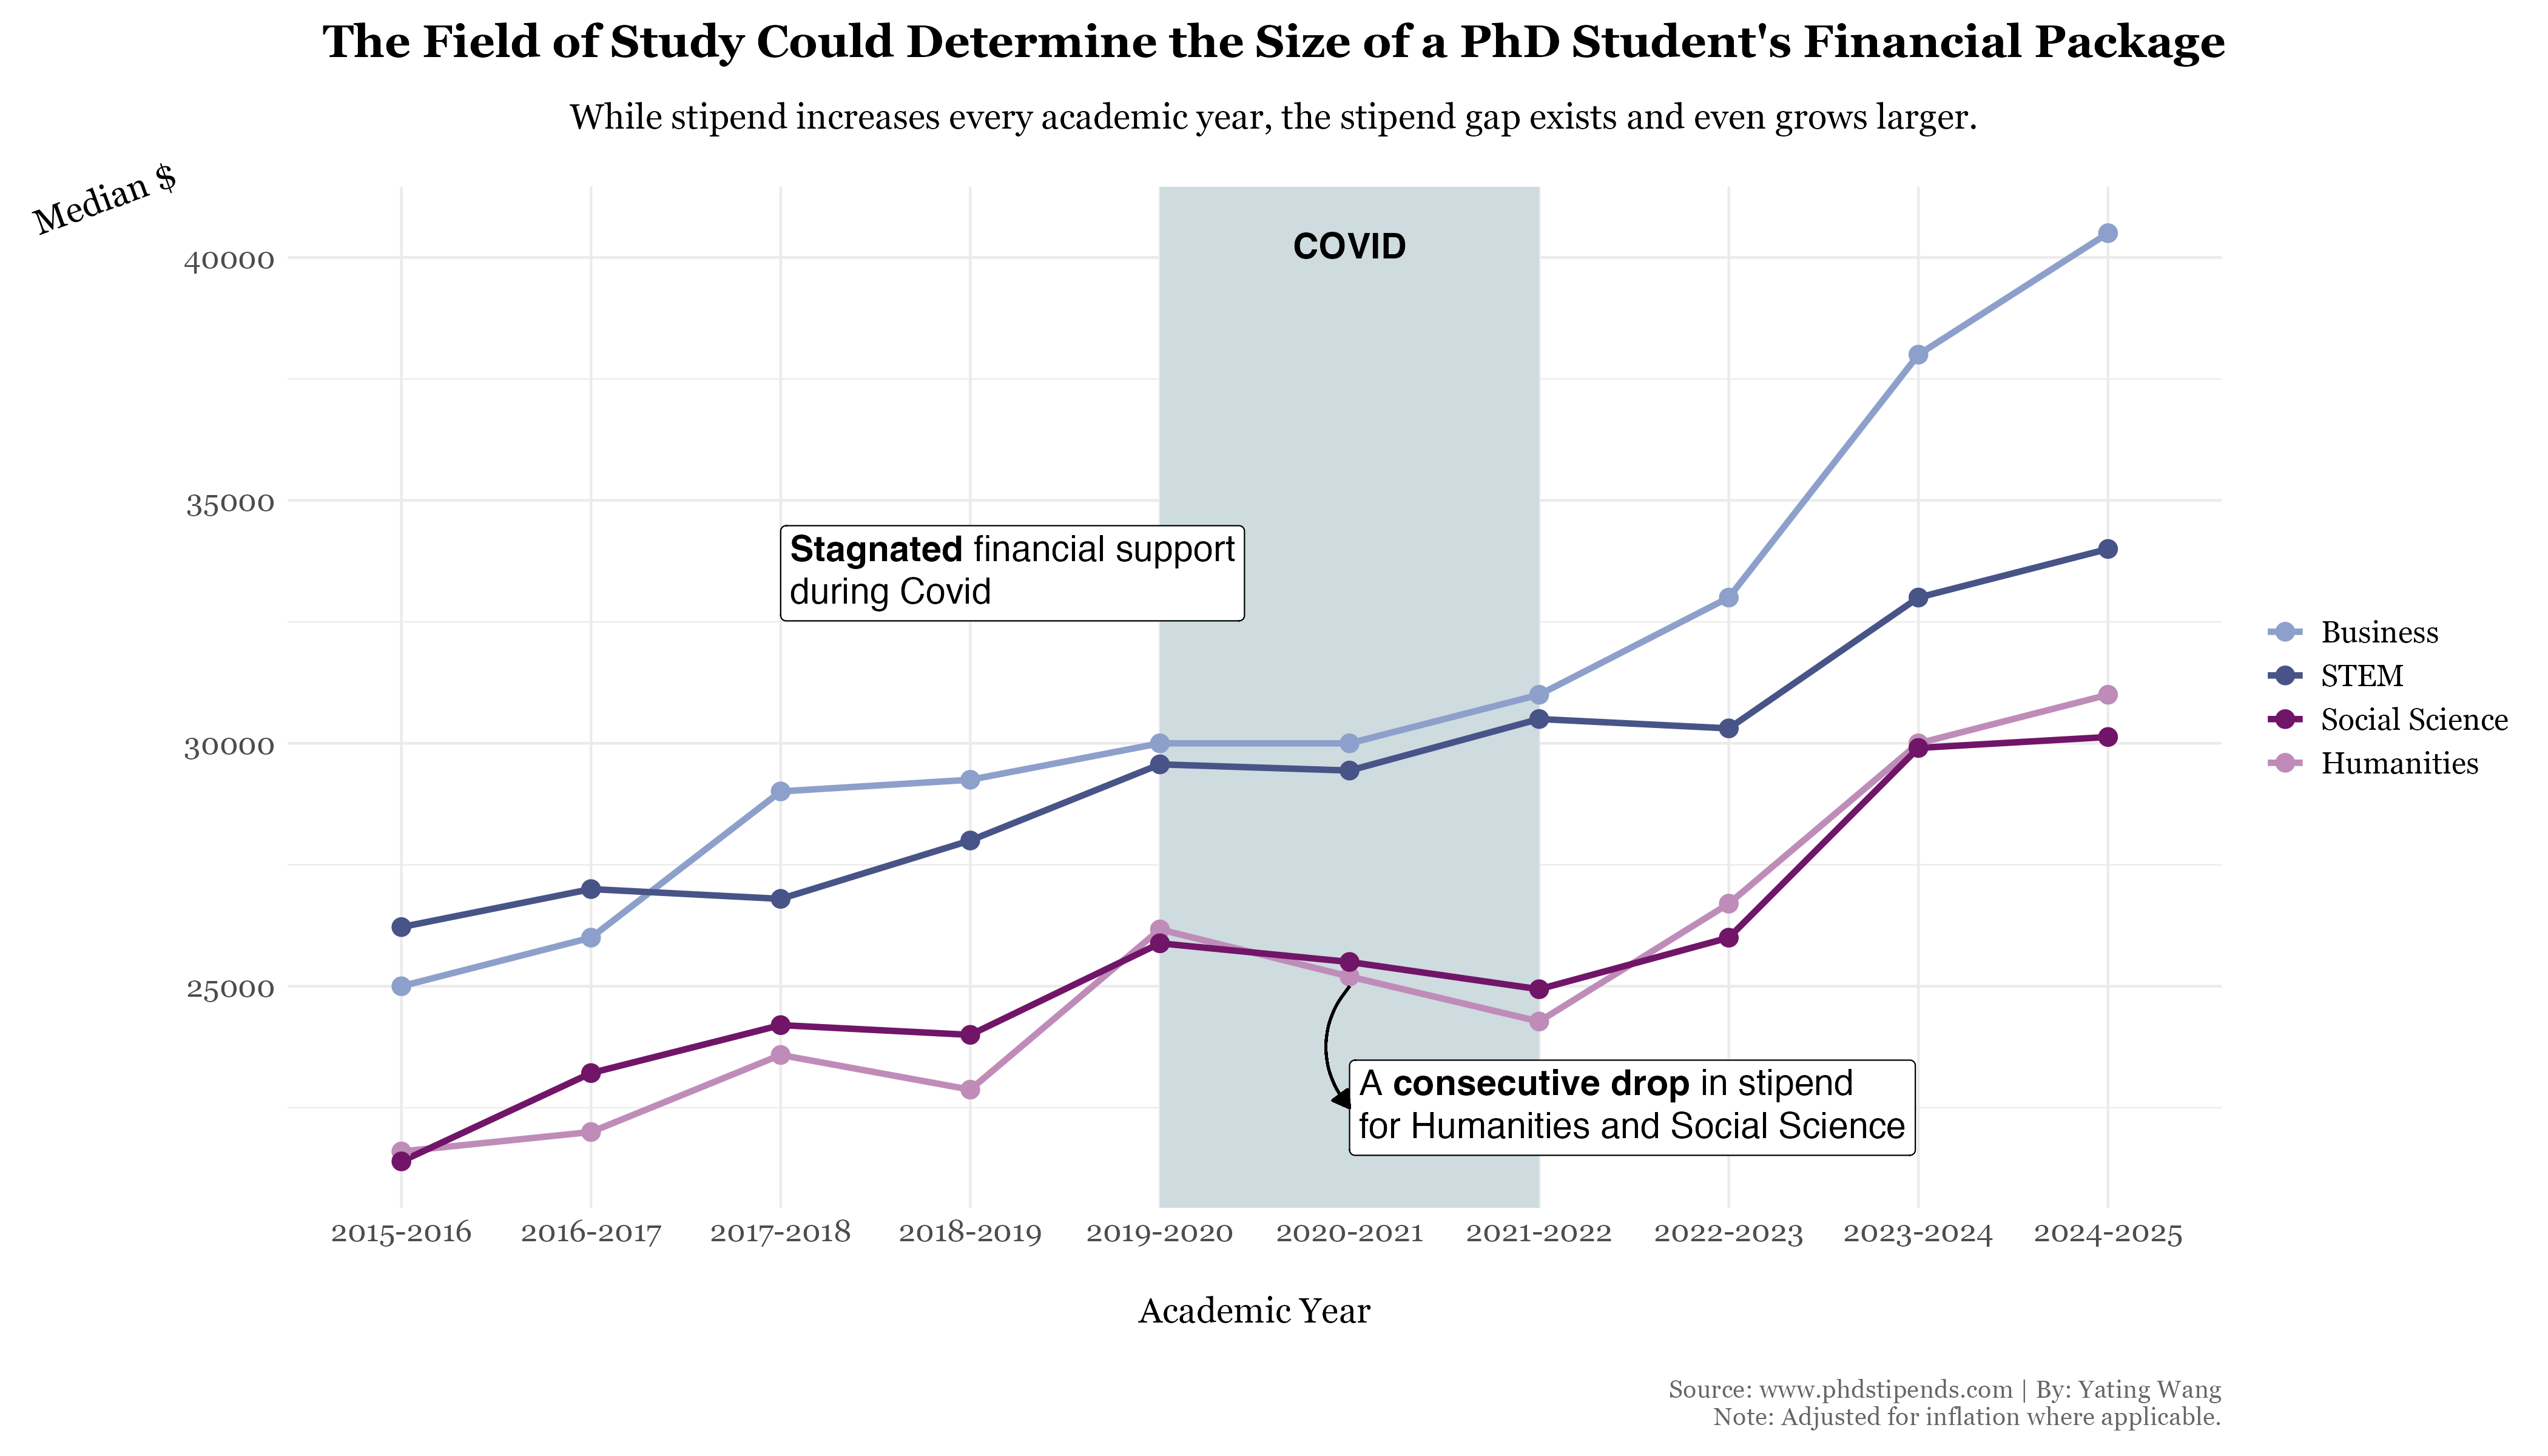 The Field of Study Could Determine the Size of a PhD Student's Financial Package
While stipend increases every academic year, the stipend gap exists and even grows larger.
Median $
COVID
40000
35000
Stagnated financial support
during Covid
Business
STEM
Social Science
Humanities
30000
25000
A consecutive drop in stipend
for Humanities and Social Science
2015-2016 2016-2017 2017-2018 2018-2019 2019-2020 2020-2021 2021-2022 2022-2023 2023-2024 2024-2025
Academic Year
Source: www.phdstipends.com | By: Yating Wang
Note: Adjusted for inflation where applicable.